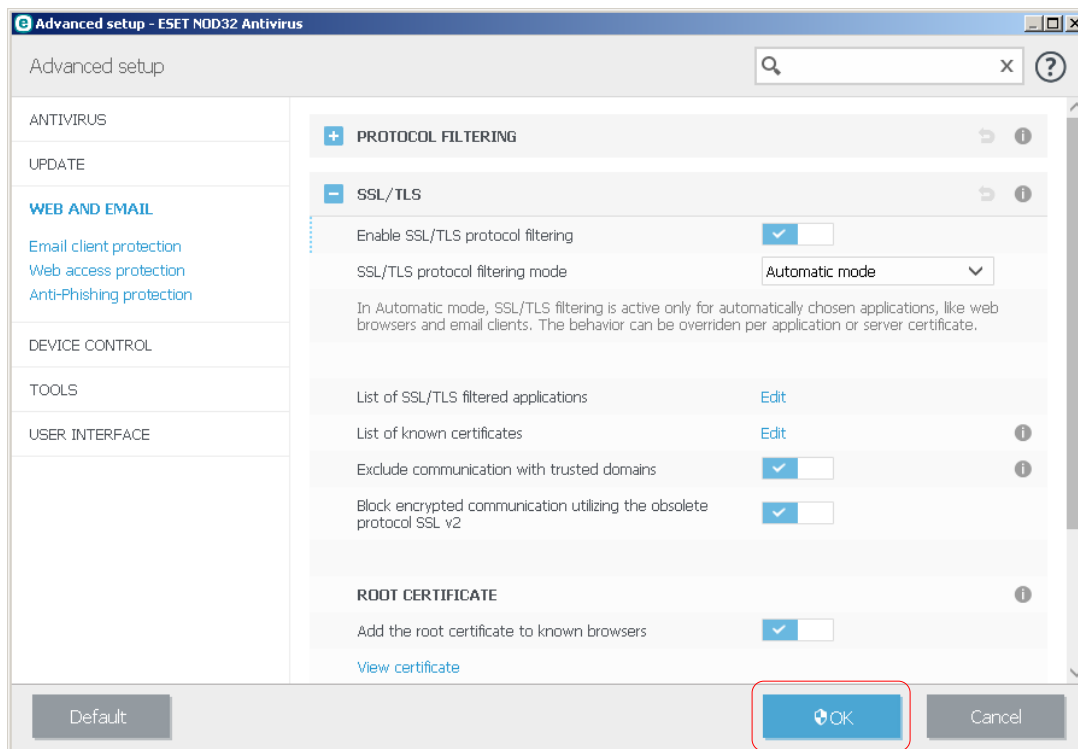 Advanced setup - ESET NOD32 Antivirus
Advanced setup
ANTIVIRUS
UPDATE
WEB AND EMAIL
Email client protection
Web access protection
Anti-Phishing protection
DEVICE CONTROL
TOOLS
USER INTERFACE
PROTOCOL FILTERING
SSL/TLS
Enable SSL/TLS protocol filtering
SSL/TLS protocol filtering mode
Automatic mode
In Automatic mode, SSL/TLS filtering is active only for automatically chosen applications, like web
browsers and email clients. The behavior can be overriden per application or server certificate.
List of SSL/TLS filtered applications
Edit
List of known certificates
Edit
Exclude communication with trusted domains
Block encrypted communication utilizing the obsolete
protocol SSL v2
ROOT CERTIFICATE
Add the root certificate to known browsers
View certificate
Default
OK
Cancel